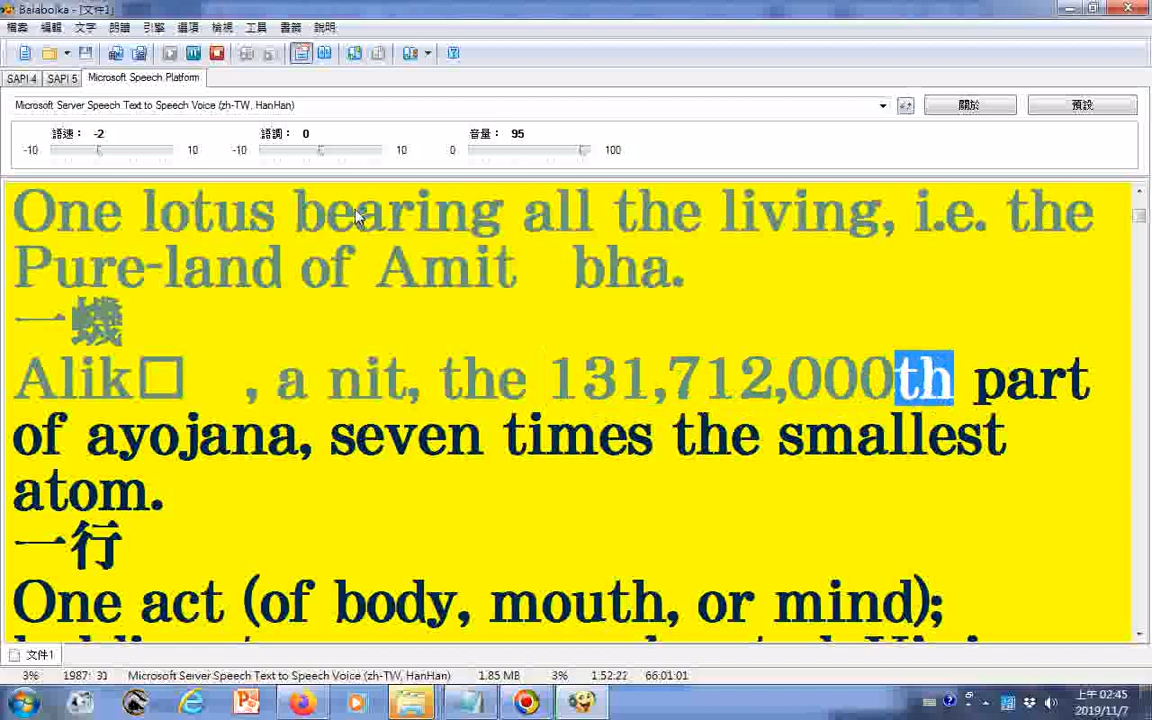 Balabolka - [文件1]
檔案 編輯 文字 朗讀 引擎 選項 檢視 工具 書籤 說明
SAPI 4 SAPI 5 Microsoft Speech Platform
Microsoft Server Speech Text to Speech Voice (zh-TW, HanHan) 關於 預設
語速： -2 語調： 0 音量： 95
-10 10 -10 10 0 100
One lotus bearing all the living, i.e. the
Pure-land of Amit bha.
一蟣
Alik□ , a nit, the 131,712,000th part
of ayojana, seven times the smallest
atom.
一行
One act (of body, mouth, or mind);
文件1
3% 1987: 31 Microsoft Server Speech Text to Speech Voice (zh-TW, HanHan) 1.85 MB 3% 1:52:22 66:01:01
上午 02:45
2019/11/7